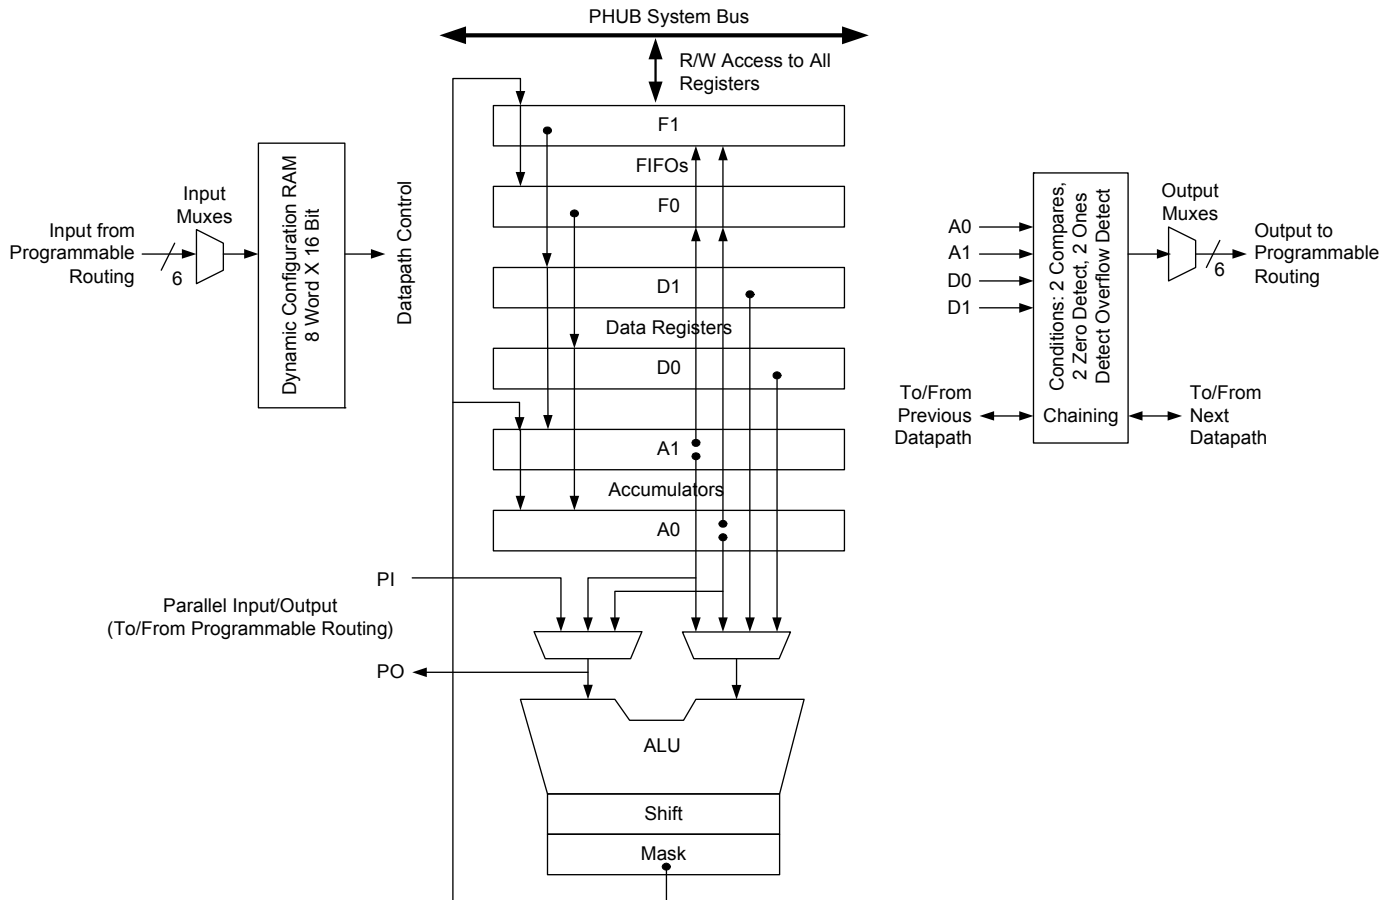 PHUB System Bus
R/W Access to All
Registers
F1
FIFOs
F0
D1
Data Registers
D0
A1
Accumulators
A0
Input from
Programmable
Routing
6
Input
Muxes
Dynamic Configuration RAM
8 Word X 16 Bit
Datapath Control
PI
Parallel Input/Output
(To/From Programmable Routing)
PO
ALU
Shift
Mask
A0
A1
D0
D1
Conditions: 2 Compares,
2 Zero Detect, 2 Ones
Detect Overflow Detect
Output
Muxes
6
Output to
Programmable
Routing
To/From
Previous
Datapath
Chaining
To/From
Next
Datapath